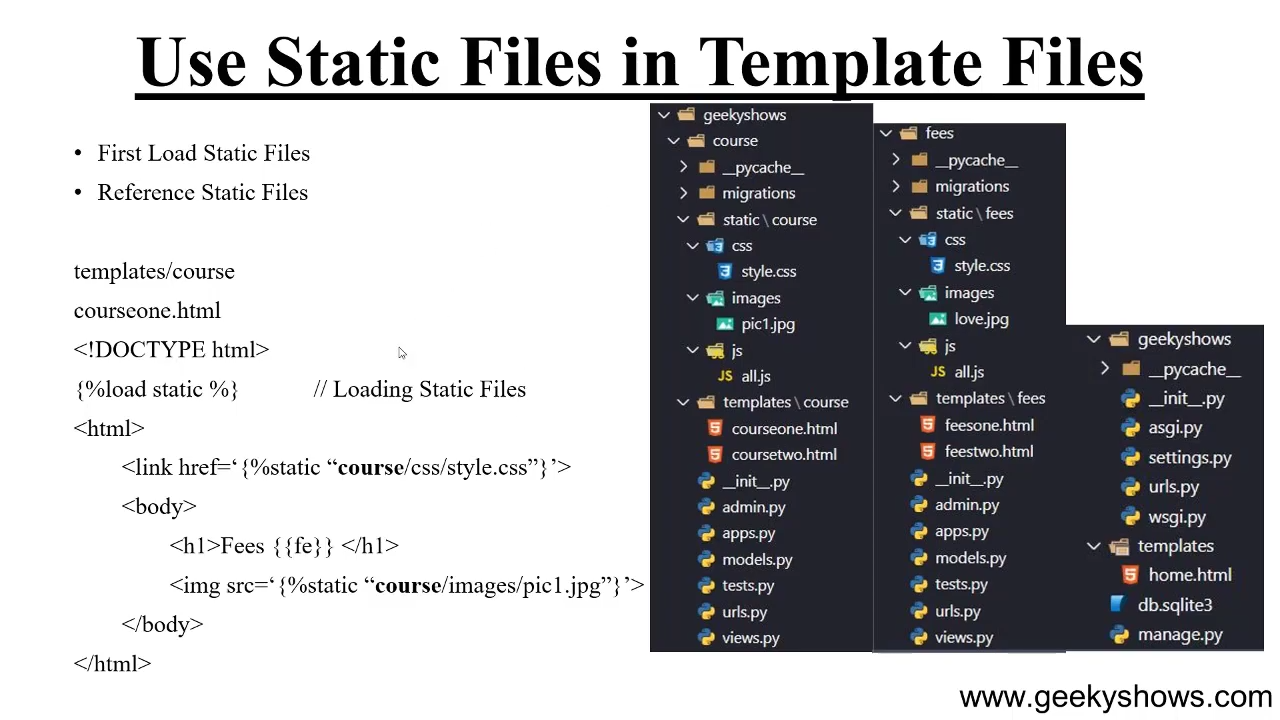 Use Static Files in Template Files
• First Load Static Files
• Reference Static Files
templates/course
courseone.html
<!DOCTYPE html>
{%load static %} // Loading Static Files
<html>
<link href=‘{%static “course/css/style.css”}’>
<body>
<h1>Fees {{fe}} </h1>
<img src=‘{%static “course/images/pic1.jpg”}’>
</body>
</html>
geekyshows
course
__pycache__
migrations
static \ course
css
style.css
images
pic1.jpg
js
JS all.js
templates \ course
courseone.html
coursetwo.html
__init__.py
admin.py
apps.py
models.py
tests.py
urls.py
views.py
fees
__pycache__
migrations
static \ fees
css
style.css
images
love.jpg
js
JS all.js
templates \ fees
feesone.html
feestwo.html
__init__.py
admin.py
apps.py
models.py
tests.py
urls.py
views.py
geekyshows
__pycache__
__init__.py
asgi.py
settings.py
urls.py
wsgi.py
templates
home.html
db.sqlite3
manage.py
www.geekyshows.com